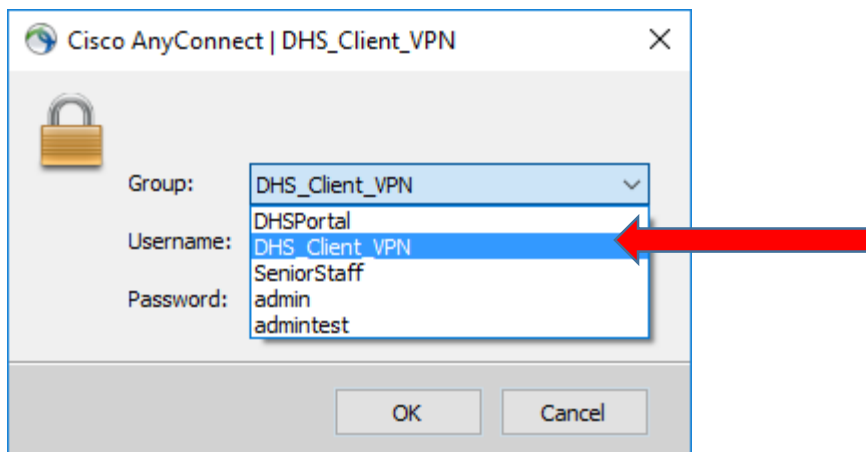 Cisco AnyConnect | DHS_Client_VPN
Group: DHS_Client_VPN
DHSPortal
Username: DHS_Client_VPN
SeniorStaff
Password: admin
admintest
OK Cancel